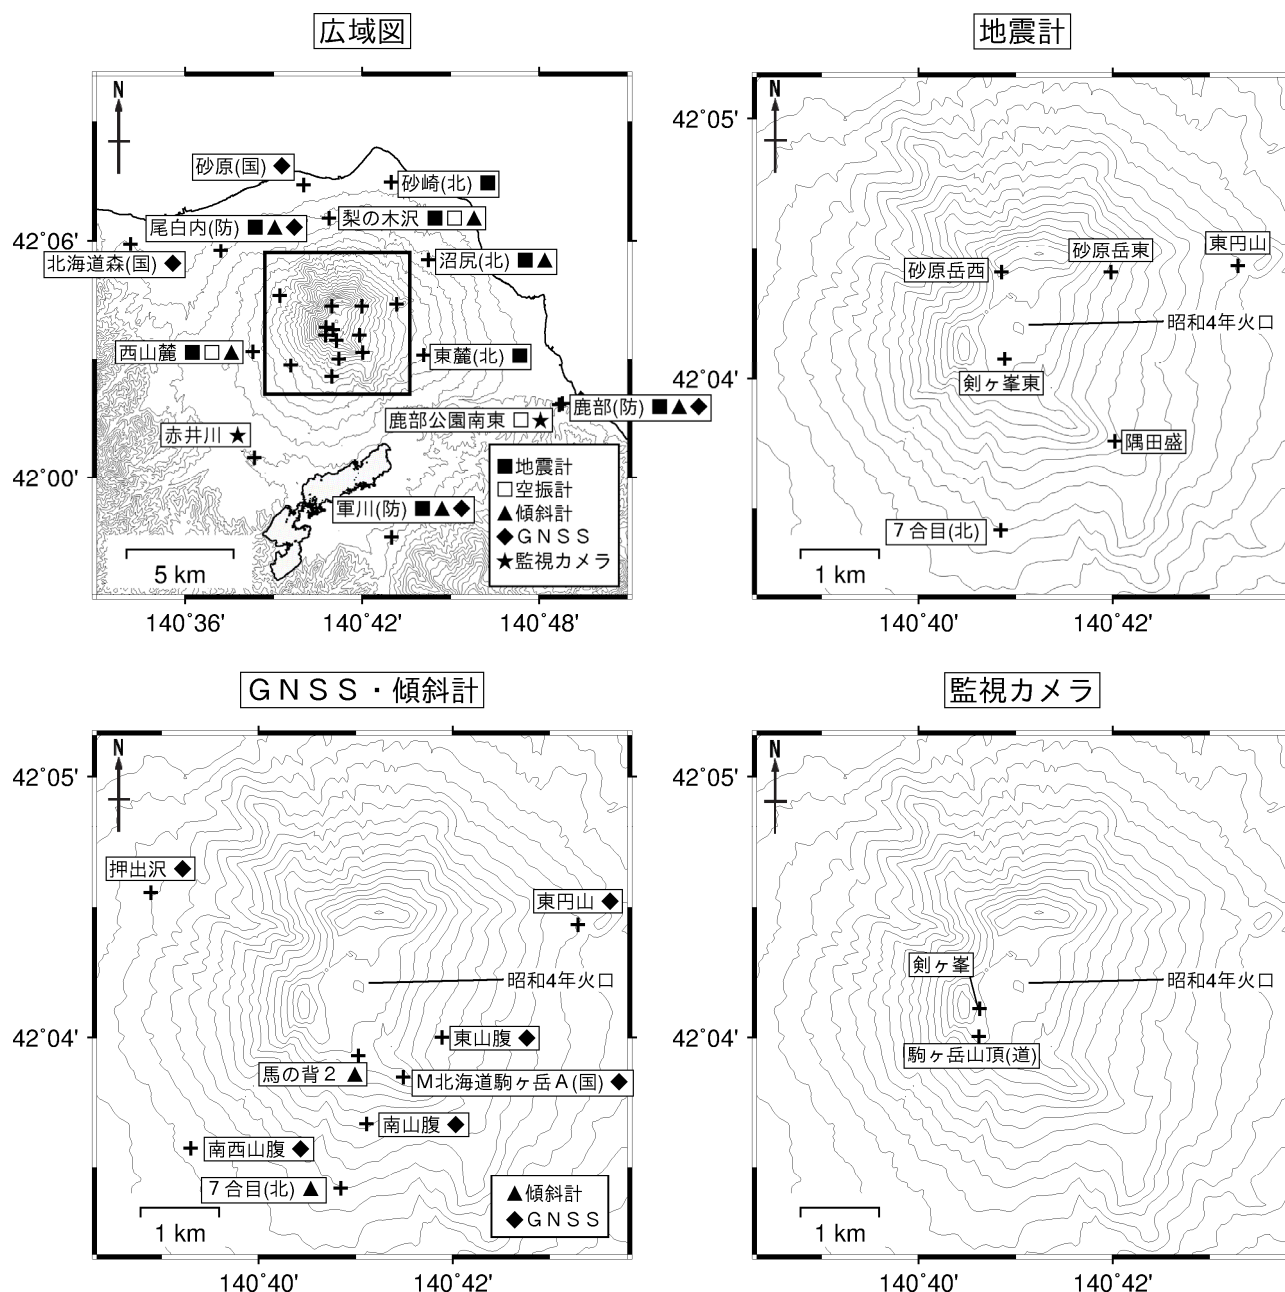 広域図
N
砂原(国) ◆
砂崎(北) ■
尾白内(防) ■▲◆
梨の木沢 ■□▲
42°06'
北海道森(国) ◆
沼尻(北) ■▲
西山麓 ■□▲
東麓(北) ■
鹿部(防) ■▲◆
鹿部公園南東 □★
赤井川 ★
■地震計
42°00'
□空振計
軍川(防) ■▲◆
▲傾斜計
◆GNSS
★監視カメラ
5 km
140°36'
140°42'
140°48'
地震計
N
42°05'
東円山
砂原岳東
砂原岳西
昭和4年火口
42°04'
剣ヶ峯東
隅田盛
7合目(北)
1 km
140°40'
140°42'
GNSS・傾斜計
N
42°05'
押出沢 ◆
東円山 ◆
昭和4年火口
42°04'
東山腹 ◆
馬の背2 ▲
M北海道駒ヶ岳A(国) ◆
南山腹 ◆
南西山腹 ◆
7合目(北) ▲
▲傾斜計
◆GNSS
1 km
140°40'
140°42'
監視カメラ
N
42°05'
剣ヶ峯
昭和4年火口
42°04'
駒ヶ岳山頂(道)
1 km
140°40'
140°42'